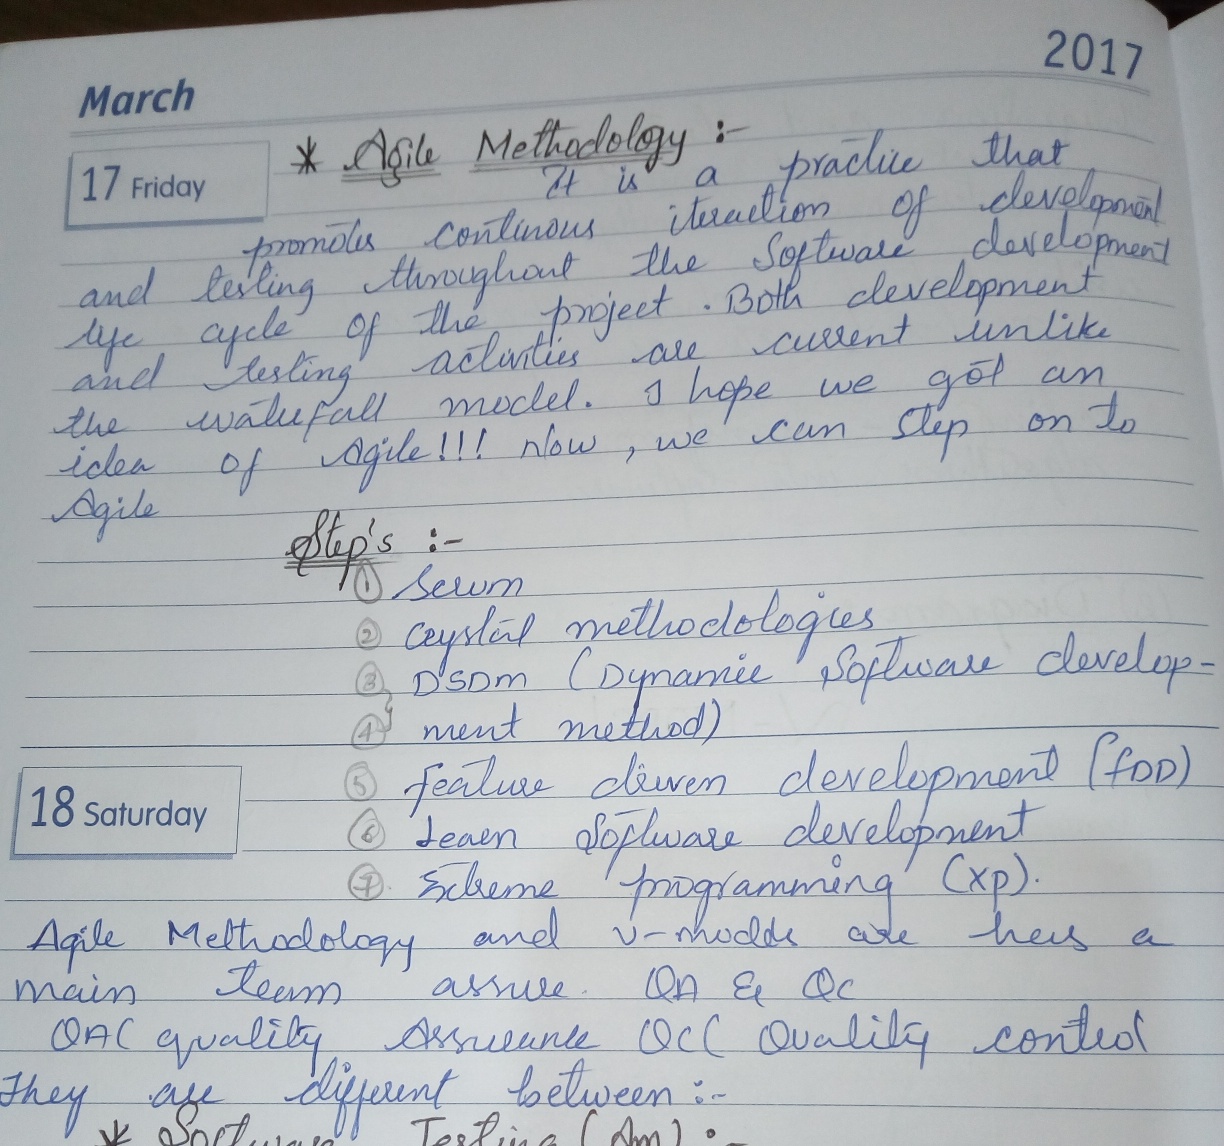 March
2017
17 Friday
* Agile Methodology :-
It is a practice that
promotes continous iteraction of development
and testing throughout the Software development
life cycle of the project. Both development
and testing activities are current unlike
the waterfall model. I hope we got an
idea of Agile!!! Now, we can step on to
Agile
Step's :-
① Scrum
② Crystal methodologies
③ DSDM (Dynamic Software develop-
④ ment method)
⑤ feature driven development (FDD)
18 Saturday
⑥ Learn Software development
⑦. Exteme programming (XP).
Agile Methodology and V-models are hers a
main team assure. QA & QC
QA( quality Assurance QC( Quality control
They are different between :-
* Software Testing (Am) :-